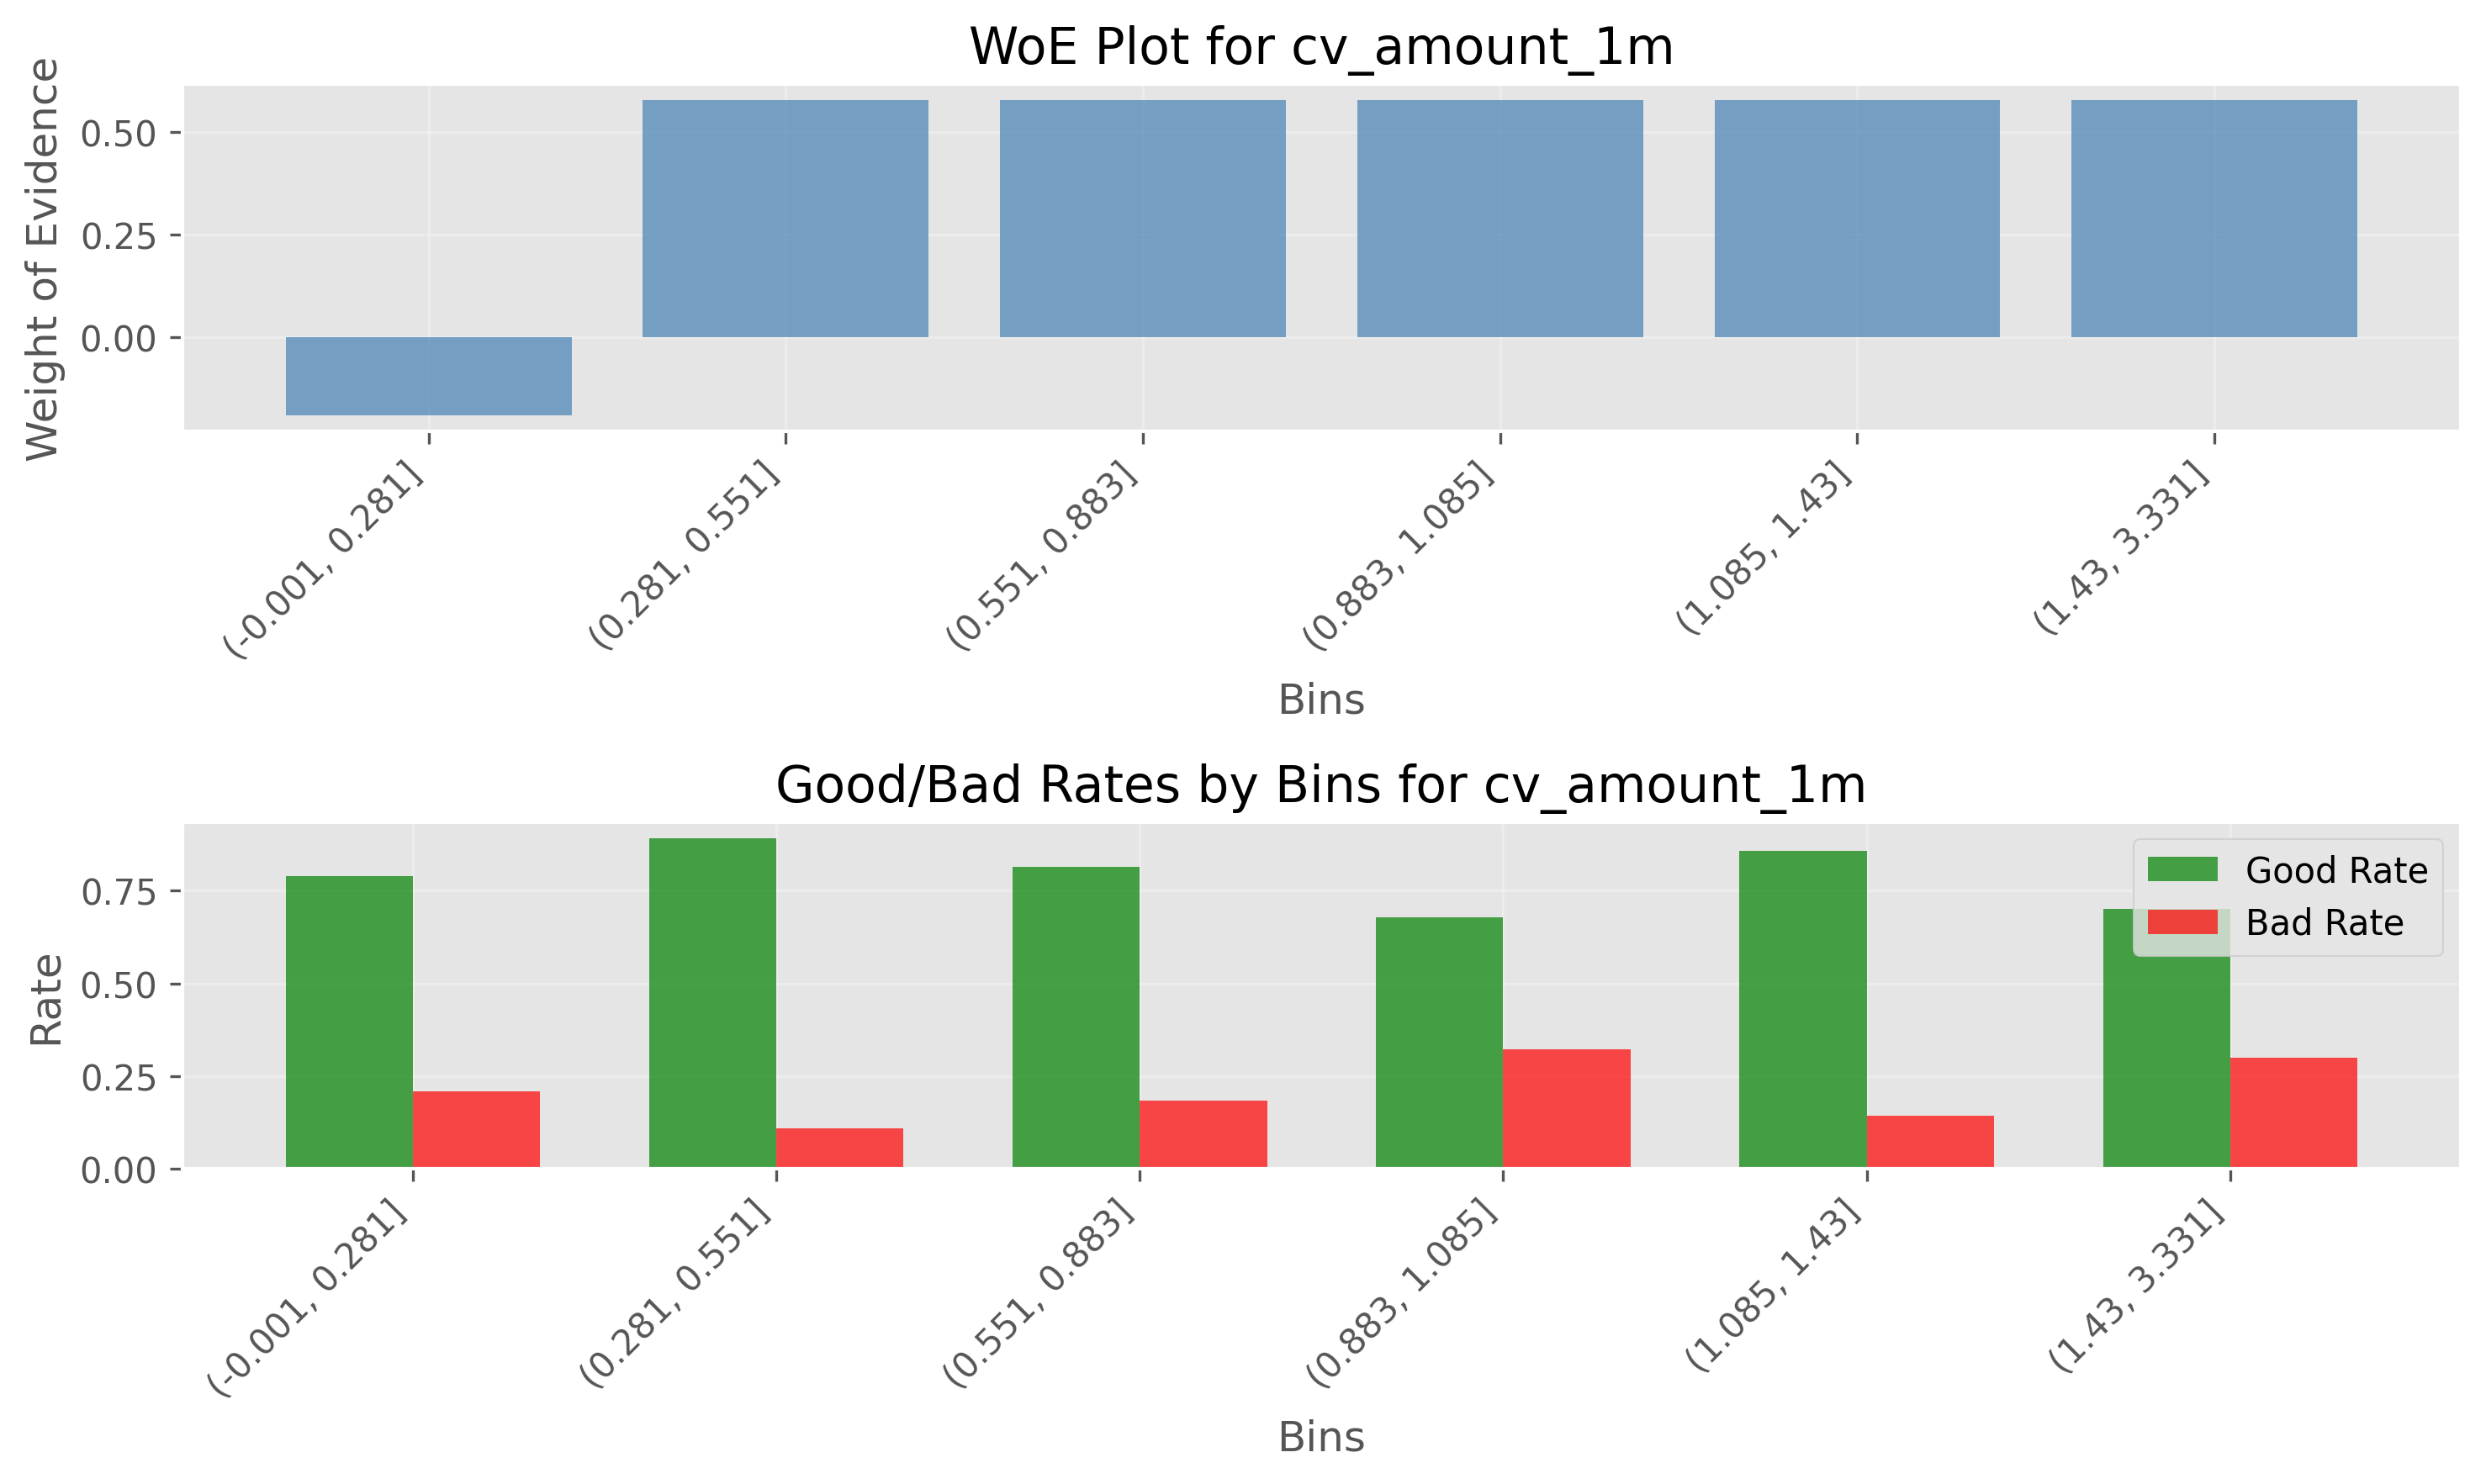 WoE Plot for cv_amount_1m
Weight of Evidence
0.50
0.25
0.00
(-0.001, 0.281]
(0.281, 0.551]
(0.551, 0.883]
(0.883, 1.085]
(1.085, 1.43]
(1.43, 3.331]
Bins
Good/Bad Rates by Bins for cv_amount_1m
Rate
0.75
0.50
0.25
0.00
Good Rate
Bad Rate
(-0.001, 0.281]
(0.281, 0.551]
(0.551, 0.883]
(0.883, 1.085]
(1.085, 1.43]
(1.43, 3.331]
Bins